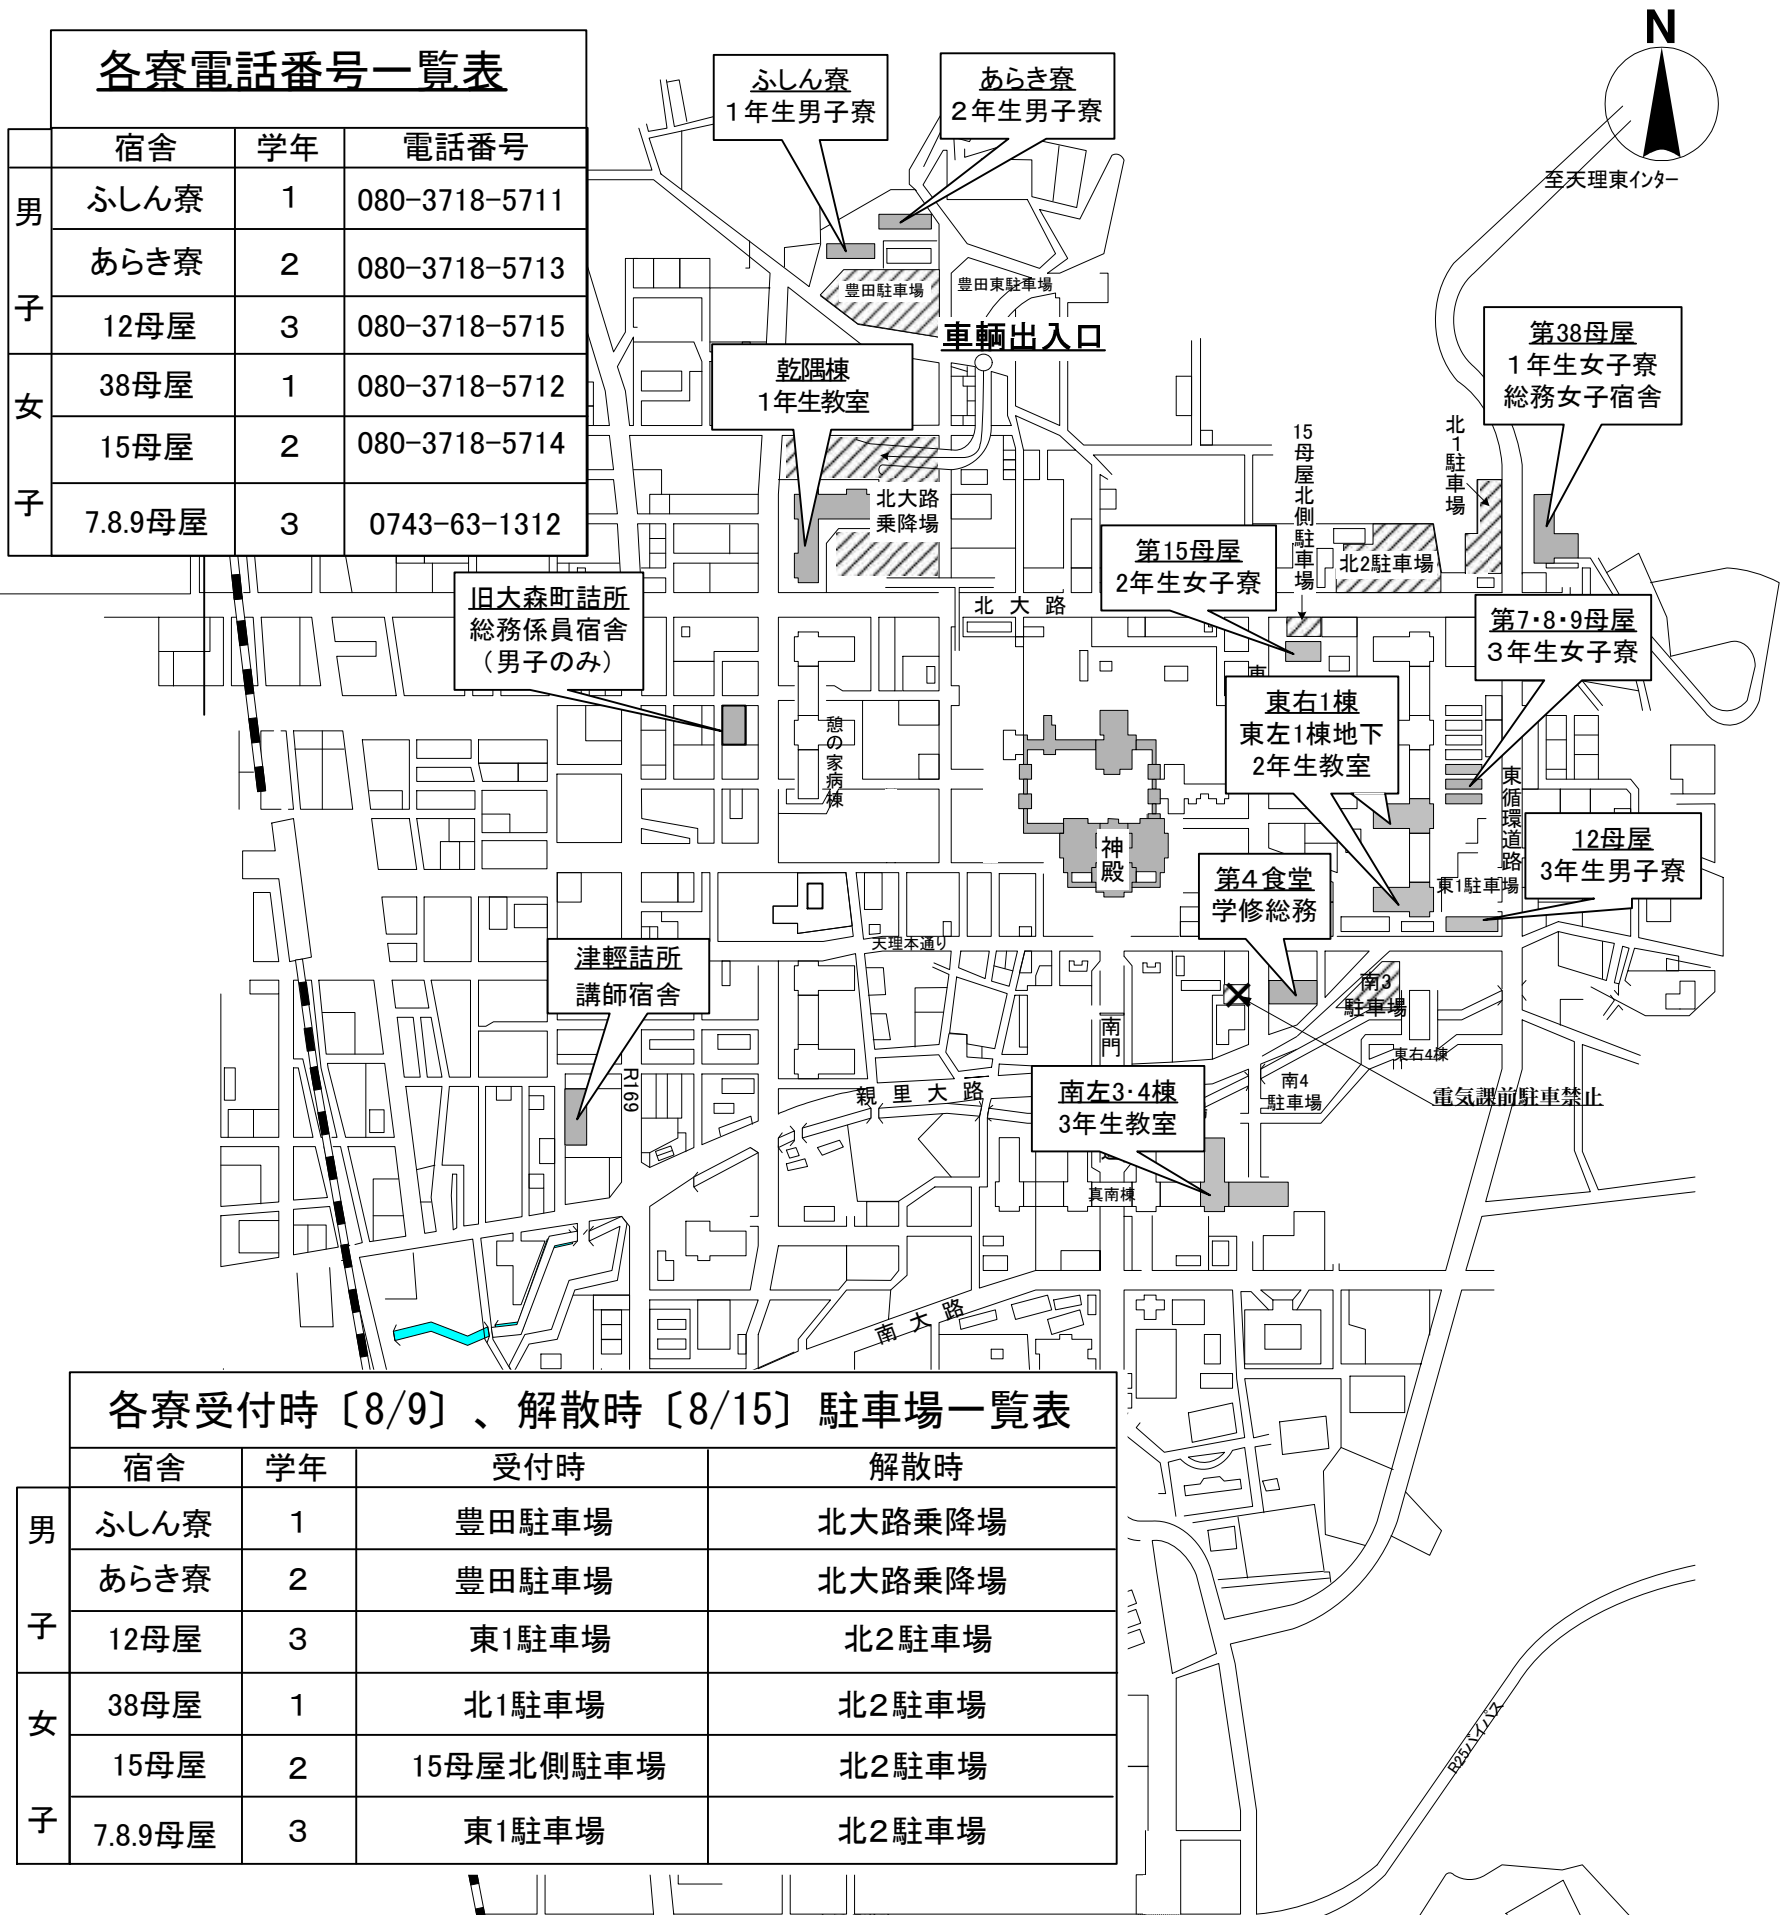 各寮電話番号一覧表
宿舎 学年 電話番号
男子
ふしん寮 1 080-3718-5711
あらき寮 2 080-3718-5713
12母屋 3 080-3718-5715
女子
38母屋 1 080-3718-5712
15母屋 2 080-3718-5714
7.8.9母屋 3 0743-63-1312
ふしん寮
1年生男子寮
あらき寮
2年生男子寮
N
至天理東インター
豊田駐車場
豊田東駐車場
車輌出入口
乾隅棟
1年生教室
第38母屋
1年生女子寮
総務女子宿舎
北1駐車場
15母屋北側駐車場
北大路
乗降場
北2駐車場
第15母屋
2年生女子寮
旧大森町詰所
総務係員宿舎
（男子のみ）
北大路
第7・8・9母屋
3年生女子寮
東
東右1棟
東左1棟地下
2年生教室
憩の家病棟
東循環道路
神殿
12母屋
3年生男子寮
東1駐車場
第4食堂
学修総務
天理本通り
津輕詰所
講師宿舎
南3
駐車場
南門
東右4棟
R169
親里大路
南4
駐車場
電気課前駐車禁止
南左3・4棟
3年生教室
真南棟
南大路
各寮受付時〔8/9〕、解散時〔8/15〕駐車場一覧表
宿舎 学年 受付時 解散時
男子
ふしん寮 1 豊田駐車場 北大路乗降場
あらき寮 2 豊田駐車場 北大路乗降場
12母屋 3 東1駐車場 北2駐車場
女子
38母屋 1 北1駐車場 北2駐車場
15母屋 2 15母屋北側駐車場 北2駐車場
7.8.9母屋 3 東1駐車場 北2駐車場
R25バイパス